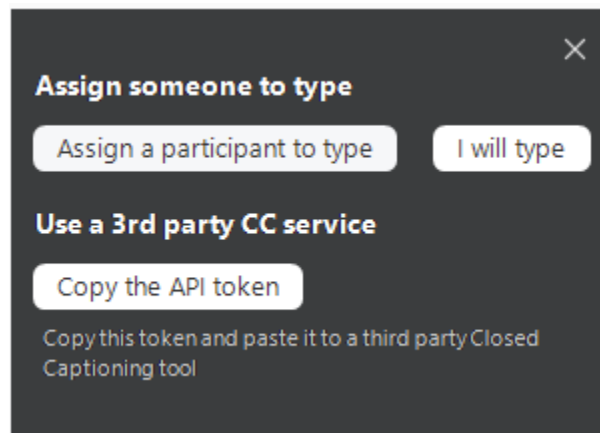 Assign someone to type
Assign a participant to type
I will type
Use a 3rd party CC service
Copy the API token
Copy this token and paste it to a third party Closed
Captioning tool